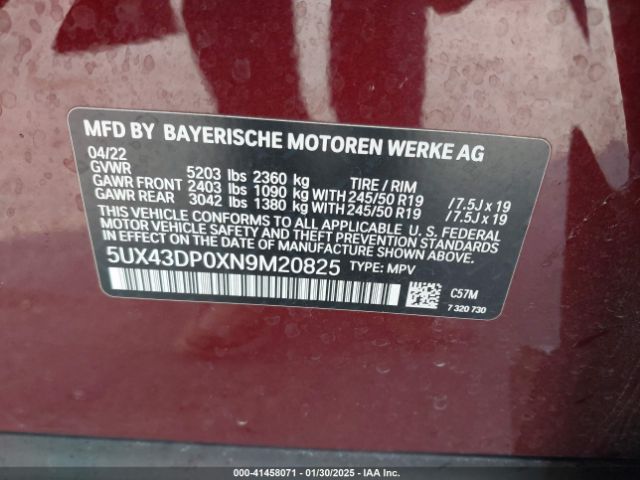 MFD BY BAYERISCHE MOTOREN WERKE AG
04/22
GVWR 5203 lbs 2360 kg TIRE / RIM
GAWR FRONT 2403 lbs 1090 kg WITH 245/50 R19 / 7.5J x 19
GAWR REAR 3042 lbs 1380 kg WITH 245/50 R19 / 7.5J x 19
THIS VEHICLE CONFORMS TO ALL APPLICABLE U. S. FEDERAL
MOTOR VEHICLE SAFETY, BUMPER, AND THEFT PREVENTION
STANDARDS IN EFFECT ON THE DATE OF MANUFACTURE SHOWN ABOVE.
5UX43DP0XN9M20825 TYPE: MPV
C57M
7 320 730
000-41458071 - 01/30/2025 - IAAI.COM